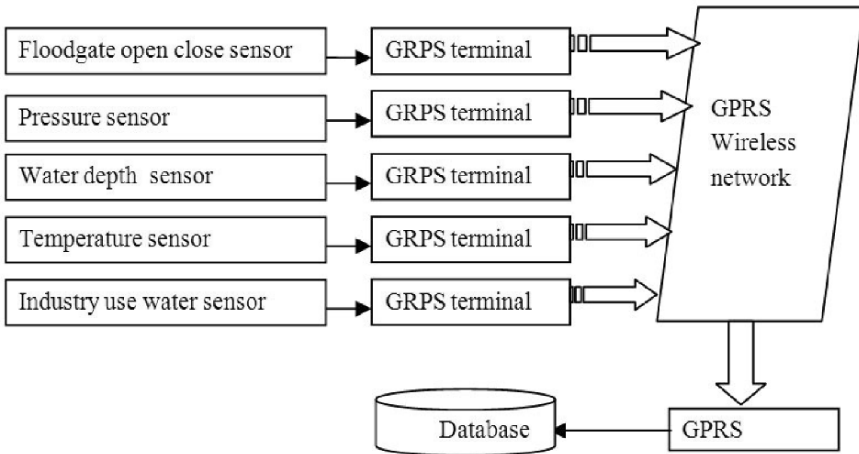 Floodgate open close sensor
GRPS terminal
Pressure sensor
GRPS terminal
Water depth sensor
GRPS terminal
Temperature sensor
GRPS terminal
Industry use water sensor
GRPS terminal
GPRS
Wireless
network
Database
GPRS